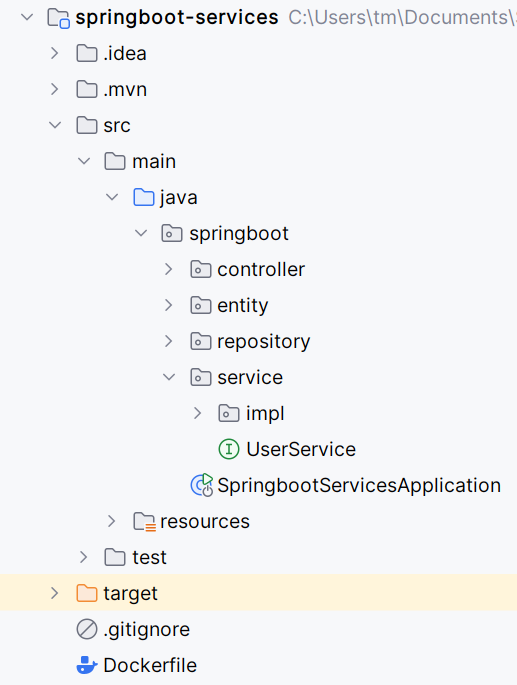 springboot-services C:\Users\tm\Documents\
.idea
.mvn
src
main
java
springboot
controller
entity
repository
service
impl
I UserService
SpringbootServicesApplication
resources
test
target
.gitignore
Dockerfile